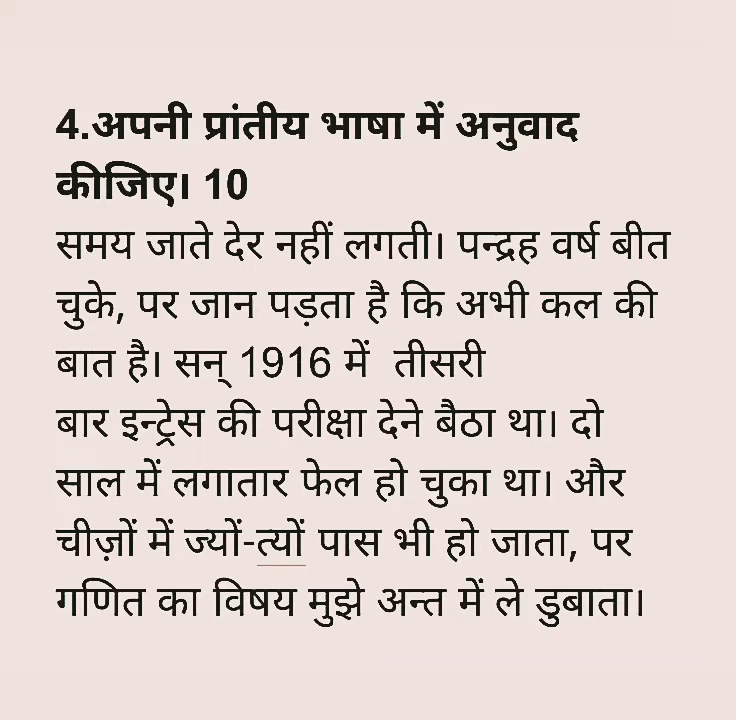 4.अपनी प्रांतीय भाषा में अनुवाद
कीजिए। 10
समय जाते देर नहीं लगती। पन्द्रह वर्ष बीत
चुके, पर जान पड़ता है कि अभी कल की
बात है। सन् 1916 में तीसरी
बार इन्ट्रेस की परीक्षा देने बैठा था। दो
साल में लगातार फेल हो चुका था। और
चीज़ों में ज्यों-त्यों पास भी हो जाता, पर
गणित का विषय मुझे अन्त में ले डुबाता।